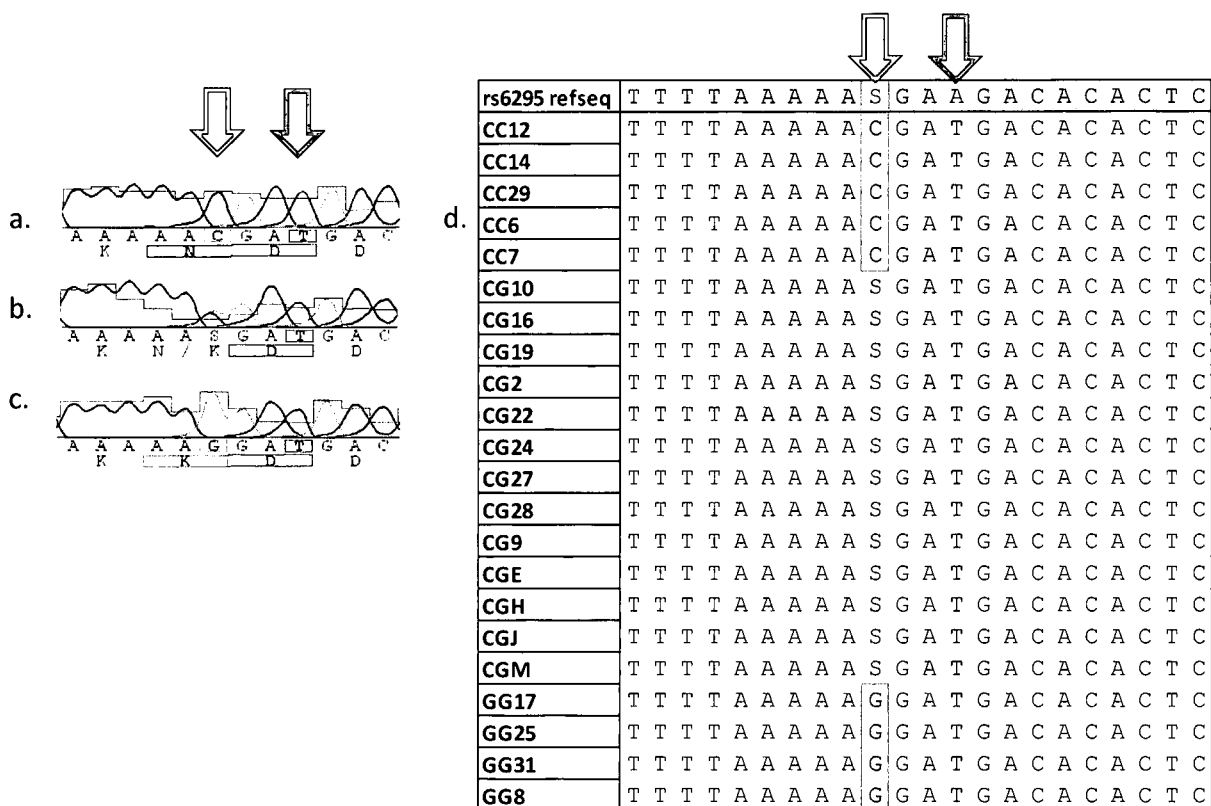 a.
A A A A A C G A T G A C
K N D D
b.
A A A A A S G A T G A C
K N / K D D
c.
A A A A A G G A T G A C
K K D D
d.
rs6295 refseq T T T T A A A A A S G A A G A C A C A C T C
CC12 T T T T A A A A A C G A T G A C A C A C T C
CC14 T T T T A A A A A C G A T G A C A C A C T C
CC29 T T T T A A A A A C G A T G A C A C A C T C
CC6 T T T T A A A A A C G A T G A C A C A C T C
CC7 T T T T A A A A A C G A T G A C A C A C T C
CG10 T T T T A A A A A S G A T G A C A C A C T C
CG16 T T T T A A A A A S G A T G A C A C A C T C
CG19 T T T T A A A A A S G A T G A C A C A C T C
CG2 T T T T A A A A A S G A T G A C A C A C T C
CG22 T T T T A A A A A S G A T G A C A C A C T C
CG24 T T T T A A A A A S G A T G A C A C A C T C
CG27 T T T T A A A A A S G A T G A C A C A C T C
CG28 T T T T A A A A A S G A T G A C A C A C T C
CG9 T T T T A A A A A S G A T G A C A C A C T C
CGE T T T T A A A A A S G A T G A C A C A C T C
CGH T T T T A A A A A S G A T G A C A C A C T C
CGJ T T T T A A A A A S G A T G A C A C A C T C
CGM T T T T A A A A A S G A T G A C A C A C T C
GG17 T T T T A A A A A G G A T G A C A C A C T C
GG25 T T T T A A A A A G G A T G A C A C A C T C
GG31 T T T T A A A A A G G A T G A C A C A C T C
GG8 T T T T A A A A A G G A T G A C A C A C T C